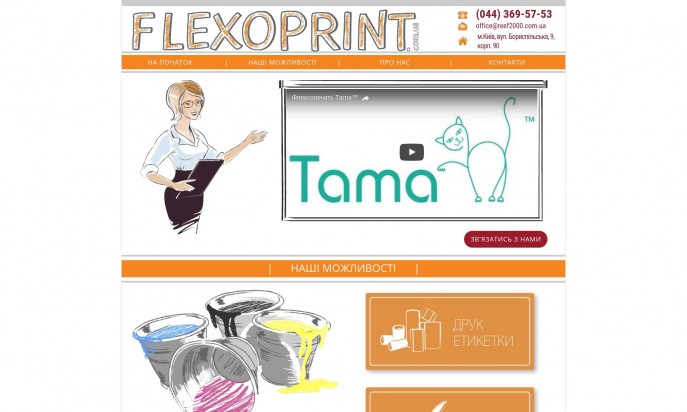 FLEXOPRINT.com.ua
(044) 369-57-53
office@reef2000.com.ua
м.Київ, вул. Бориспільська, 9,
корп. 90
НА ПОЧАТОК | НАШІ МОЖЛИВОСТІ | ПРО НАС | КОНТАКТИ
Флексопечать Tama™
Tama™
TM
ЗВ'ЯЗАТИСЬ З НАМИ
| НАШІ МОЖЛИВОСТІ |
ДРУК
ЕТИКЕТКИ